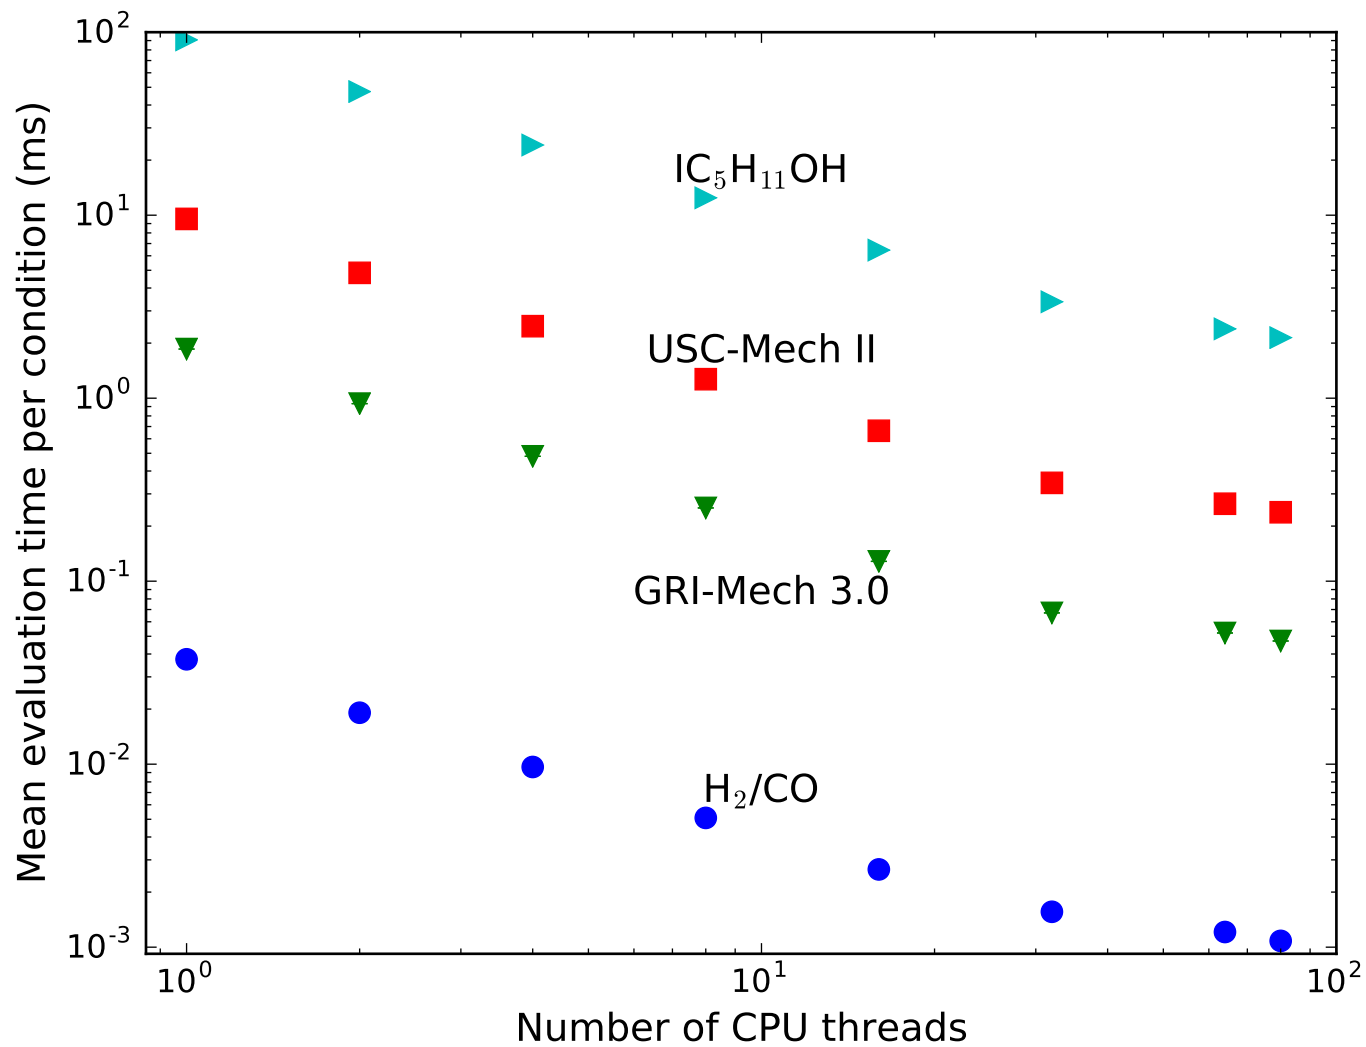 Mean evaluation time per condition (ms)
10²
10¹
10⁰
10⁻¹
10⁻²
10⁻³
IC₅H₁₁OH
USC-Mech II
GRI-Mech 3.0
H₂/CO
10⁰ 10¹ 10²
Number of CPU threads